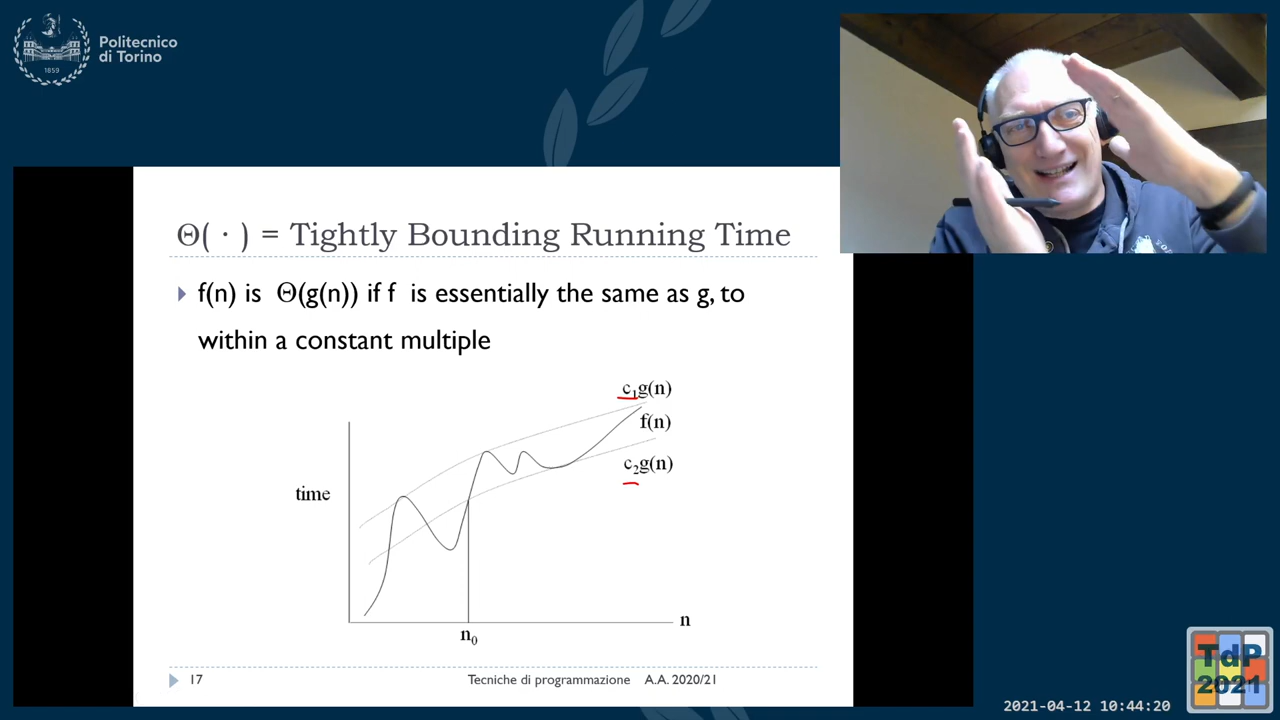 Politecnico
di Torino
1859
Θ( · ) = Tightly Bounding Running Time
f(n) is Θ(g(n)) if f is essentially the same as g, to
within a constant multiple
c₁g(n)
f(n)
c₂g(n)
time
n
n₀
17 Tecniche di programmazione A.A. 2020/21
TdP
2021
2021-04-12 10:44:20